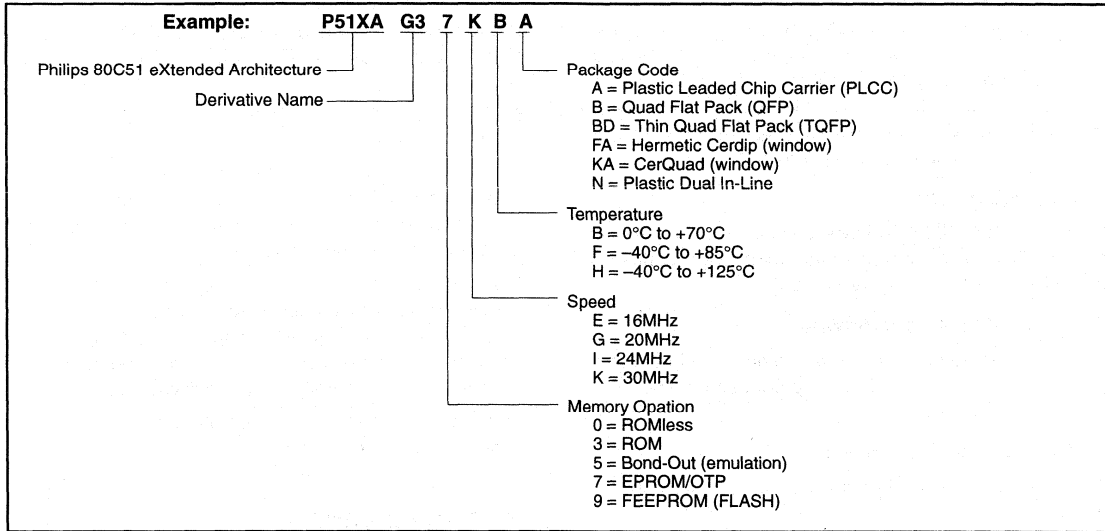 Example: P51XA G3 7 K B A
Philips 80C51 eXtended Architecture
Derivative Name
Package Code
A = Plastic Leaded Chip Carrier (PLCC)
B = Quad Flat Pack (QFP)
BD = Thin Quad Flat Pack (TQFP)
FA = Hermetic Cerdip (window)
KA = CerQuad (window)
N = Plastic Dual In-Line
Temperature
B = 0°C to +70°C
F = –40°C to +85°C
H = –40°C to +125°C
Speed
E = 16MHz
G = 20MHz
I = 24MHz
K = 30MHz
Memory Opation
0 = ROMless
3 = ROM
5 = Bond-Out (emulation)
7 = EPROM/OTP
9 = FEEPROM (FLASH)